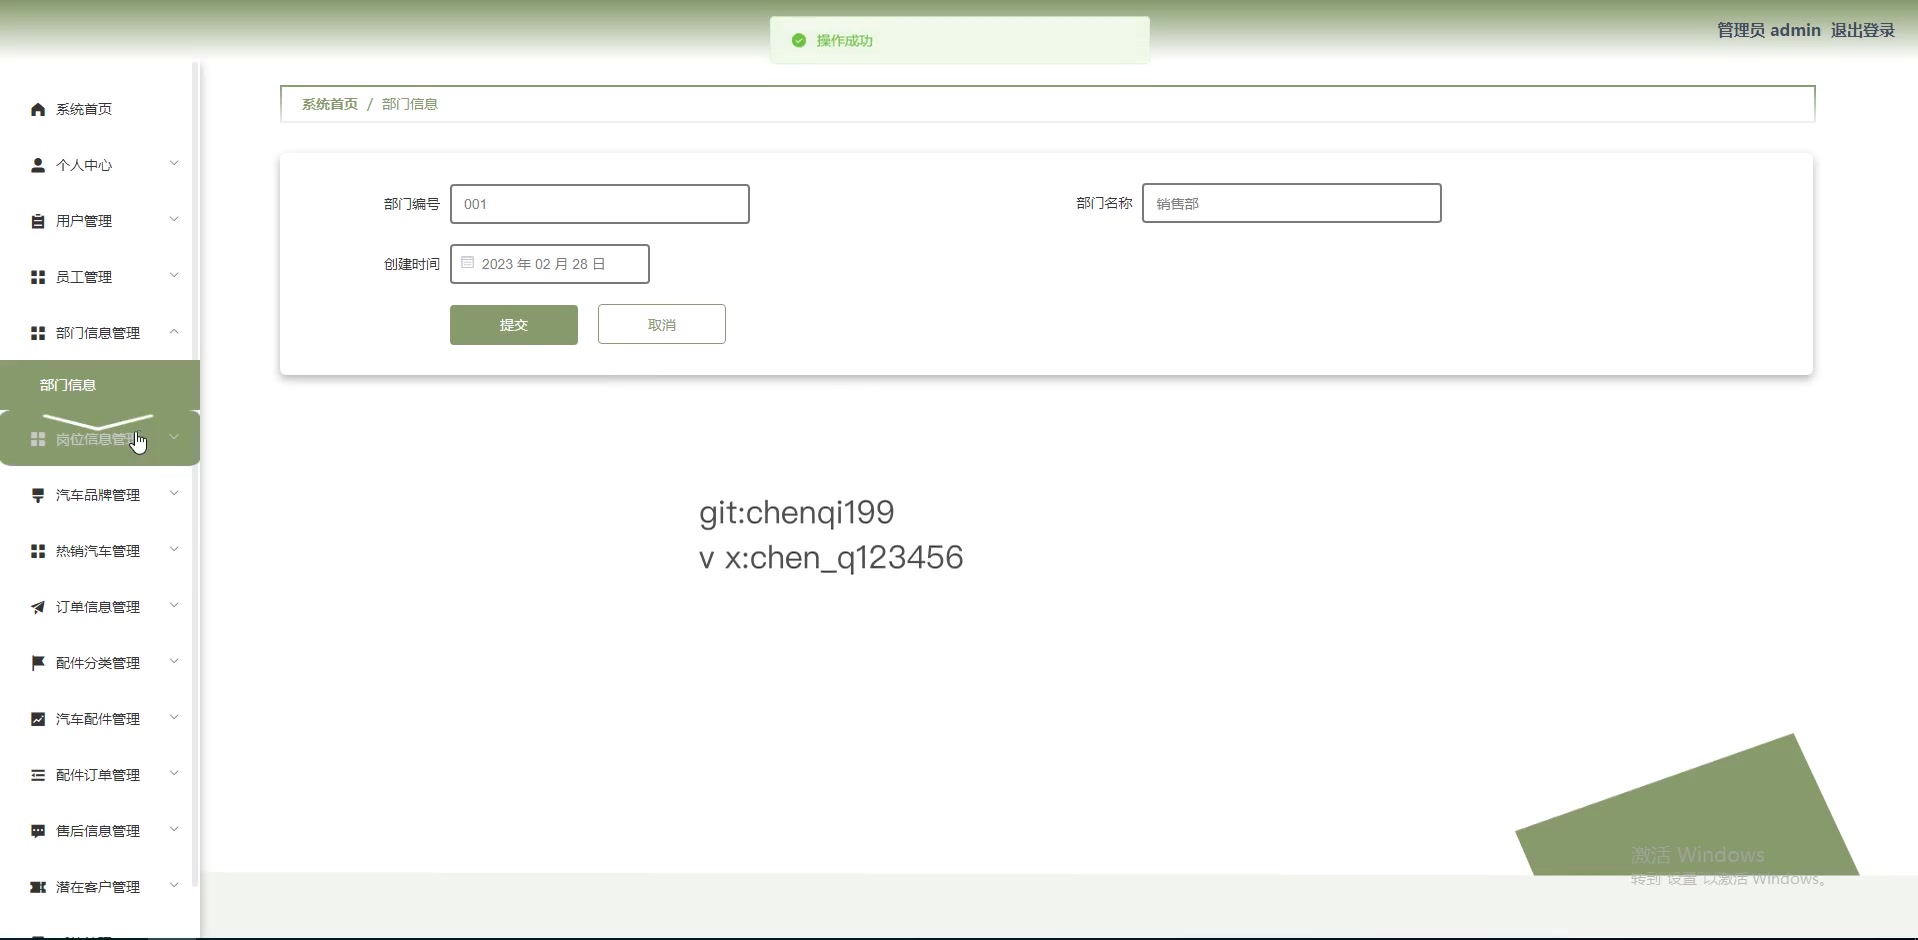 操作成功
管理员 admin 退出登录
系统首页
个人中心
用户管理
员工管理
部门信息管理
部门信息
岗位信息管
汽车品牌管理
热销汽车管理
订单信息管理
配件分类管理
汽车配件管理
配件订单管理
售后信息管理
潜在客户管理
系统首页 / 部门信息
部门编号 001
部门名称 销售部
创建时间 2023 年 02 月 28 日
提交 取消
git:chenqi199
v x:chen_q123456
激活 Windows
转到"设置"以激活 Windows。